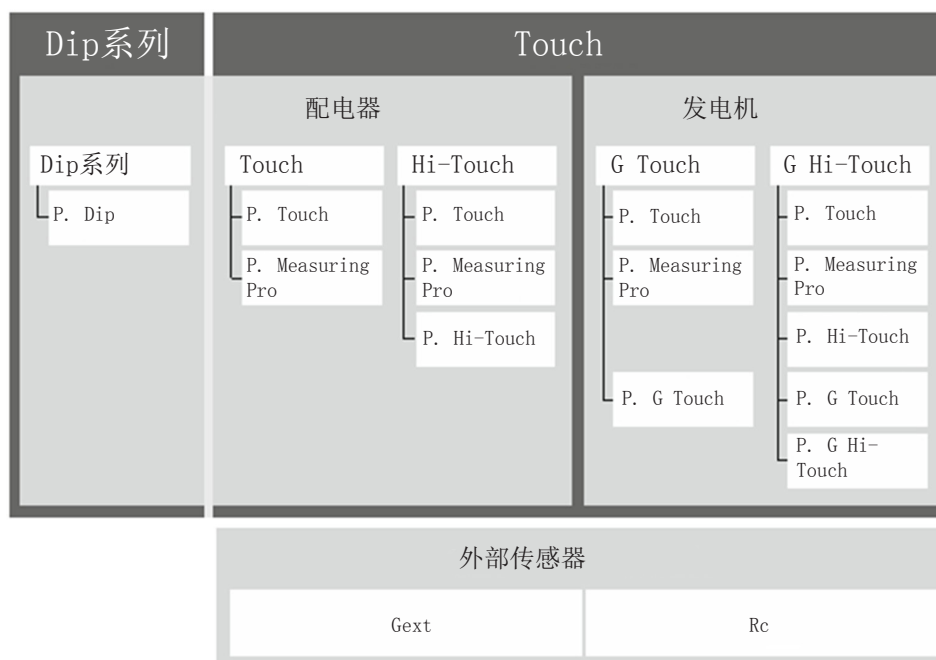 Dip系列
Touch
配电器
发电机
Dip系列
P. Dip
Touch
P. Touch
P. Measuring
Pro
Hi-Touch
P. Touch
P. Measuring
Pro
P. Hi-Touch
G Touch
P. Touch
P. Measuring
Pro
P. G Touch
G Hi-Touch
P. Touch
P. Measuring
Pro
P. Hi-Touch
P. G Touch
P. G Hi-
Touch
外部传感器
Gext
Rc